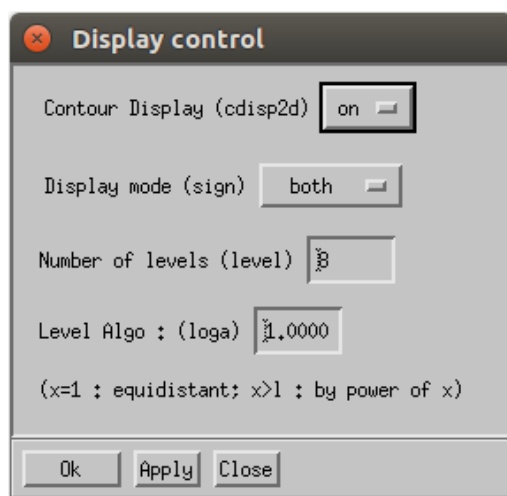 Display control
Contour Display (cdisp2d) on
Display mode (sign) both
Number of levels (level) 8
Level Algo : (loga) 1.0000
(x=1 : equidistant; x>1 : by power of x)
Ok Apply Close